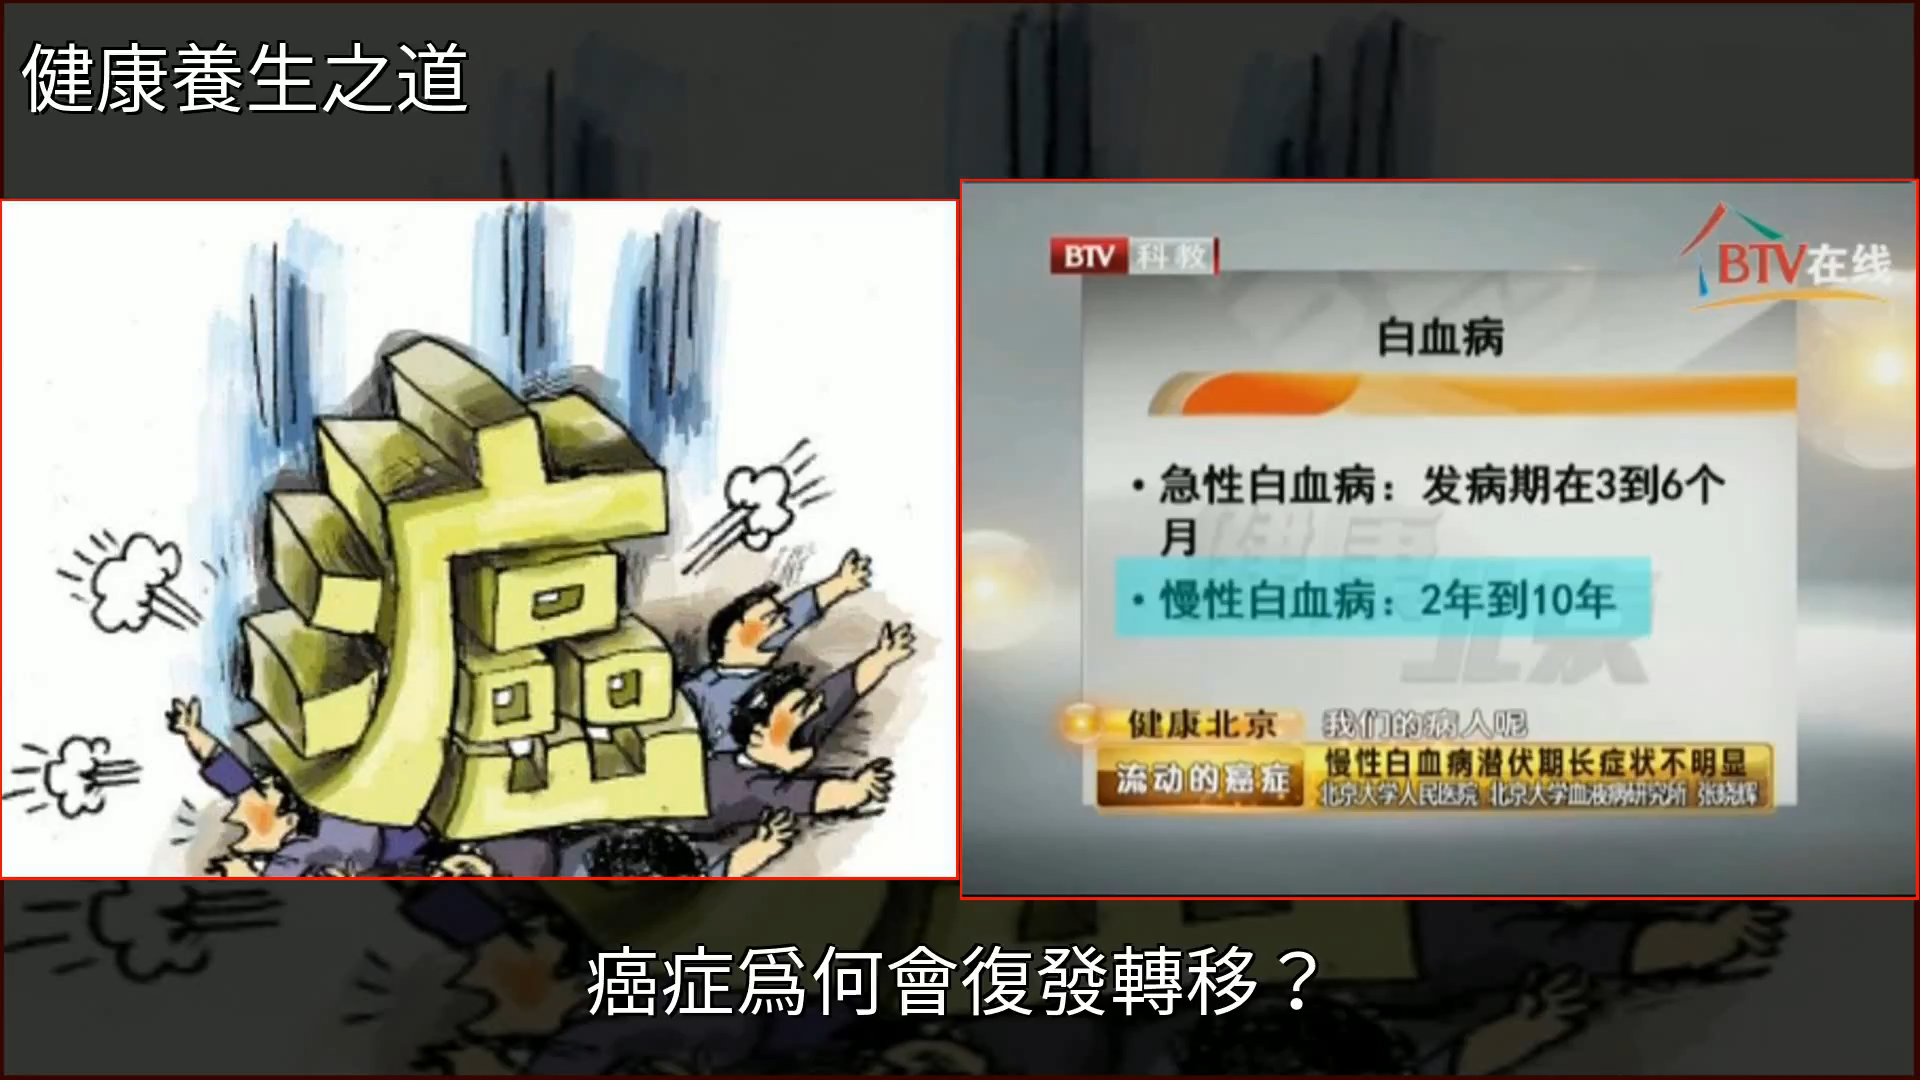 健康養生之道
癌
BTV 科教
BTV在线
白血病
• 急性白血病：发病期在3到6个
月
• 慢性白血病：2年到10年
健康北京
我们的病人呢
流动的癌症
慢性白血病潜伏期长症状不明显
北京大学人民医院 北京大学血液病研究所 张晓辉
癌症爲何會復發轉移？